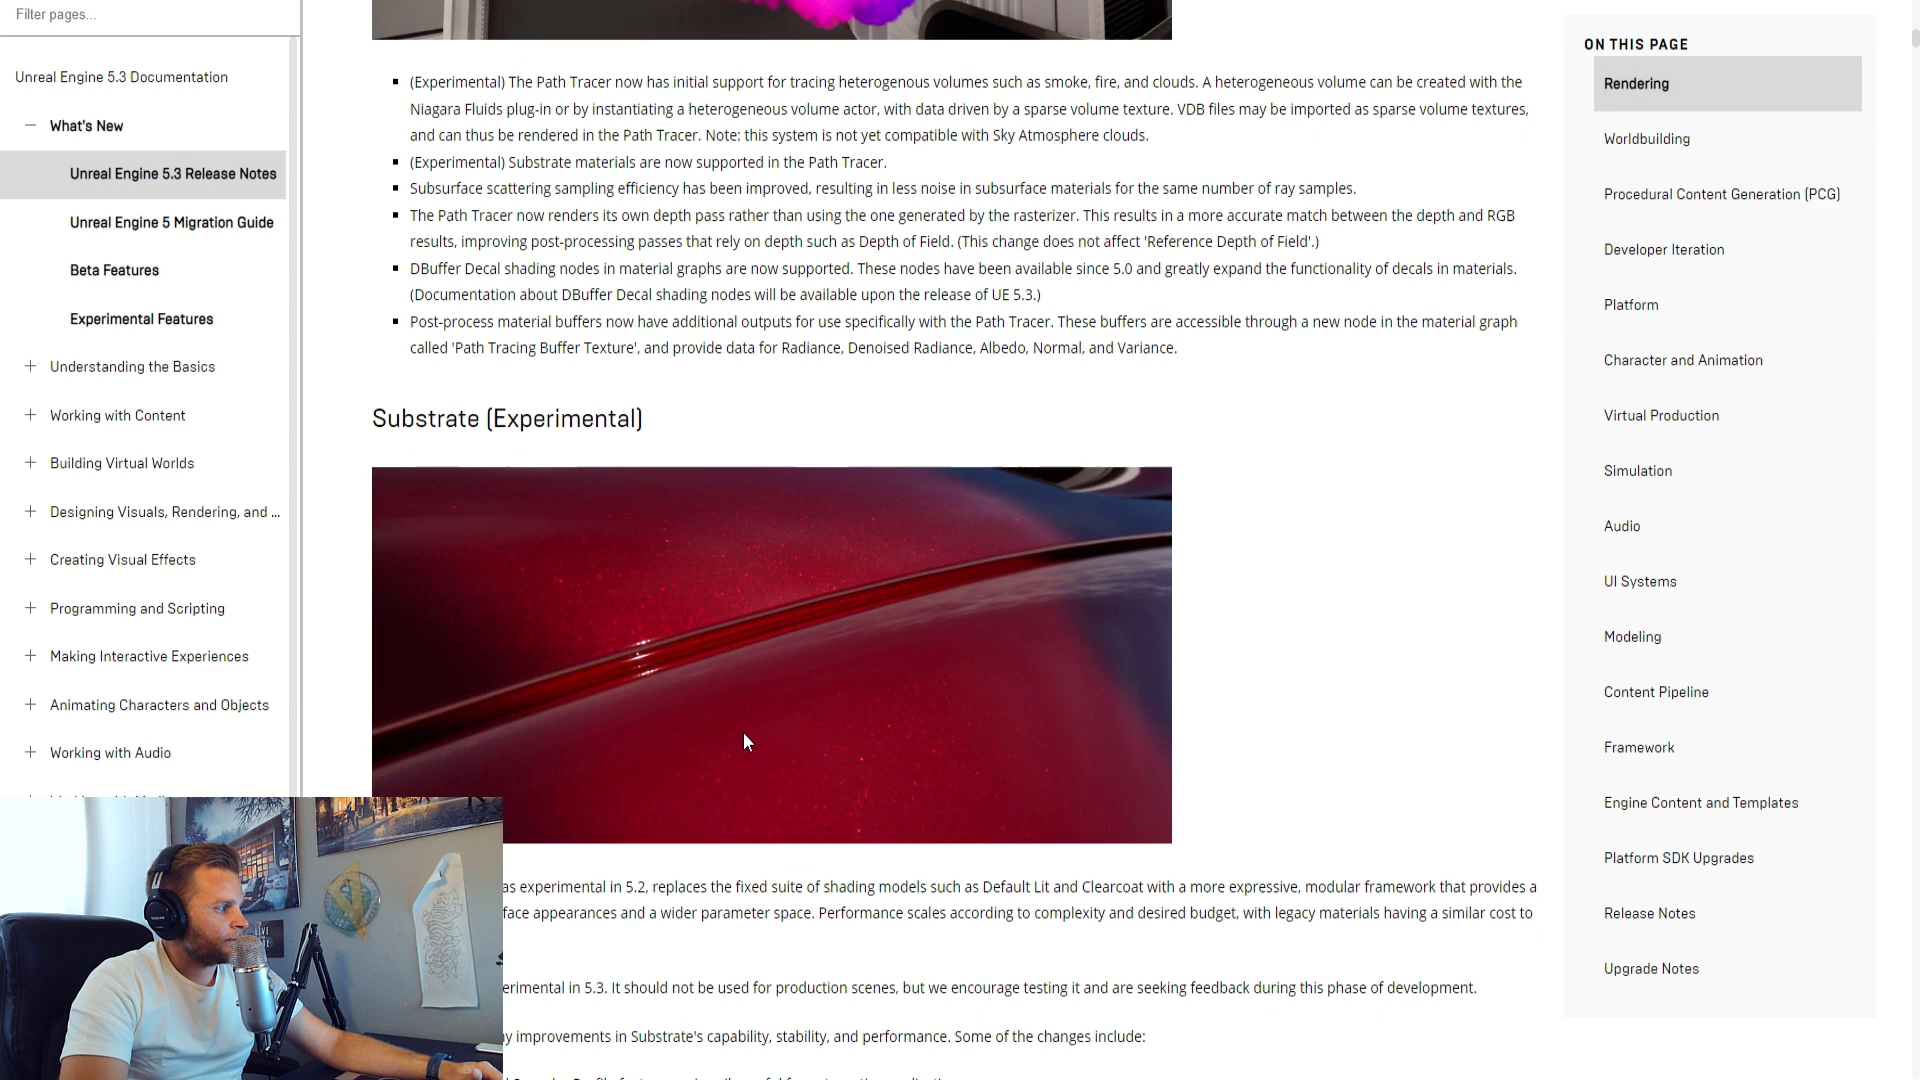 Filter pages...
Unreal Engine 5.3 Documentation
What's New
Unreal Engine 5.3 Release Notes
Unreal Engine 5 Migration Guide
Beta Features
Experimental Features
Understanding the Basics
Working with Content
Building Virtual Worlds
Designing Visuals, Rendering, and ...
Creating Visual Effects
Programming and Scripting
Making Interactive Experiences
Animating Characters and Objects
Working with Audio
(Experimental) The Path Tracer now has initial support for tracing heterogenous volumes such as smoke, fire, and clouds. A heterogeneous volume can be created with the
Niagara Fluids plug-in or by instantiating a heterogeneous volume actor, with data driven by a sparse volume texture. VDB files may be imported as sparse volume textures,
and can thus be rendered in the Path Tracer. Note: this system is not yet compatible with Sky Atmosphere clouds.
(Experimental) Substrate materials are now supported in the Path Tracer.
Subsurface scattering sampling efficiency has been improved, resulting in less noise in subsurface materials for the same number of ray samples.
The Path Tracer now renders its own depth pass rather than using the one generated by the rasterizer. This results in a more accurate match between the depth and RGB
results, improving post-processing passes that rely on depth such as Depth of Field. (This change does not affect 'Reference Depth of Field'.)
DBuffer Decal shading nodes in material graphs are now supported. These nodes have been available since 5.0 and greatly expand the functionality of decals in materials.
(Documentation about DBuffer Decal shading nodes will be available upon the release of UE 5.3.)
Post-process material buffers now have additional outputs for use specifically with the Path Tracer. These buffers are accessible through a new node in the material graph
called 'Path Tracing Buffer Texture', and provide data for Radiance, Denoised Radiance, Albedo, Normal, and Variance.
Substrate (Experimental)
as experimental in 5.2, replaces the fixed suite of shading models such as Default Lit and Clearcoat with a more expressive, modular framework that provides a
face appearances and a wider parameter space. Performance scales according to complexity and desired budget, with legacy materials having a similar cost to
erimental in 5.3. It should not be used for production scenes, but we encourage testing it and are seeking feedback during this phase of development.
y improvements in Substrate's capability, stability, and performance. Some of the changes include:
ON THIS PAGE
Rendering
Worldbuilding
Procedural Content Generation (PCG)
Developer Iteration
Platform
Character and Animation
Virtual Production
Simulation
Audio
UI Systems
Modeling
Content Pipeline
Framework
Engine Content and Templates
Platform SDK Upgrades
Release Notes
Upgrade Notes